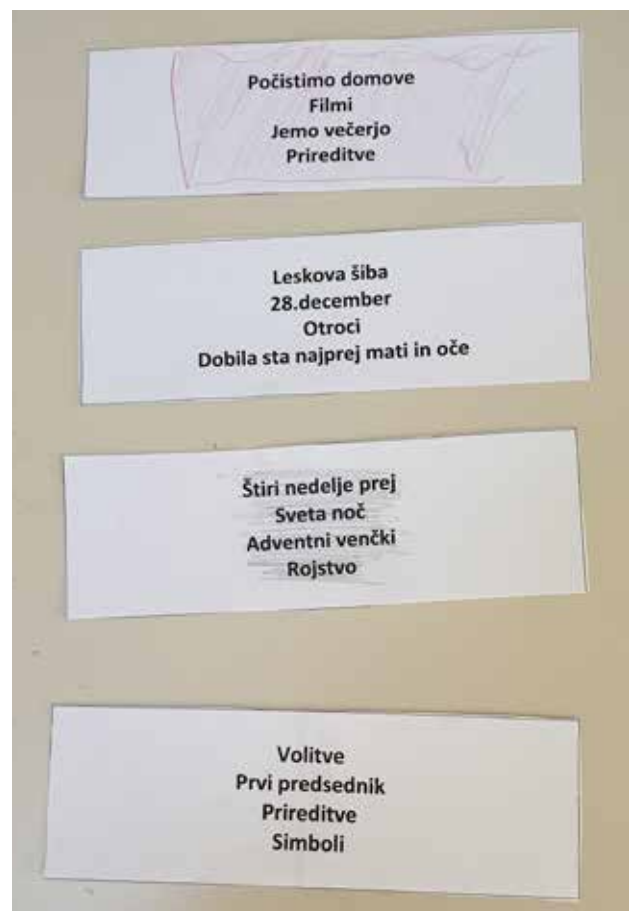 Počistimo domove
Filmi
Jemo večerjo
Prireditve
Leskova šiba
28.december
Otroci
Dobila sta najprej mati in oče
Štiri nedelje prej
Sveta noč
Adventni venčki
Rojstvo
Volitve
Prvi predsednik
Prireditve
Simboli